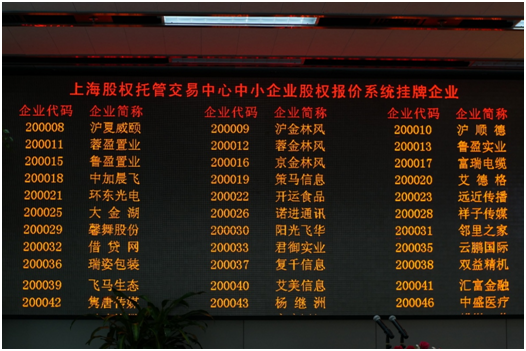 上海股权托管交易中心中小企业股权报价系统挂牌企业
企业代码 企业简称 企业代码 企业简称 企业代码 企业简称
200008 沪夏威颐 200009 沪金林风 200010 沪顺德
200011 蓉盈置业 200012 蓉金林风 200013 鲁盈实业
200015 鲁盈置业 200016 京金林风 200017 富瑞电缆
200018 中加晨飞 200019 策马信息 200020 艾德格
200021 环东光电 200022 开运食品 200023 远近传播
200025 大金湖 200026 诺进通讯 200028 祥子传媒
200029 馨舞股份 200030 阳光飞华 200031 邻里之家
200032 借贷网 200033 君御实业 200035 云鹏国际
200036 瑞姿包装 200037 复千信息 200038 双益精机
200039 飞马生态 200040 艾美信息 200041 汇富金融
200042 隽唐传媒 200043 杨继洲 200046 中盛医疗